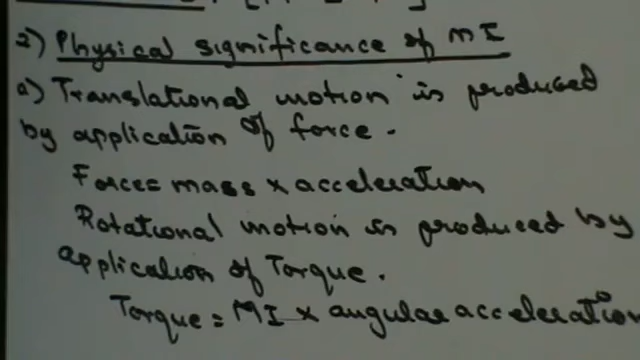 2) Physical significance of MI
a) Translational motion is produced
by application of force.
Force = mass x acceleration
Rotational motion is produced by
application of Torque.
Torque = MI x angular acceleration